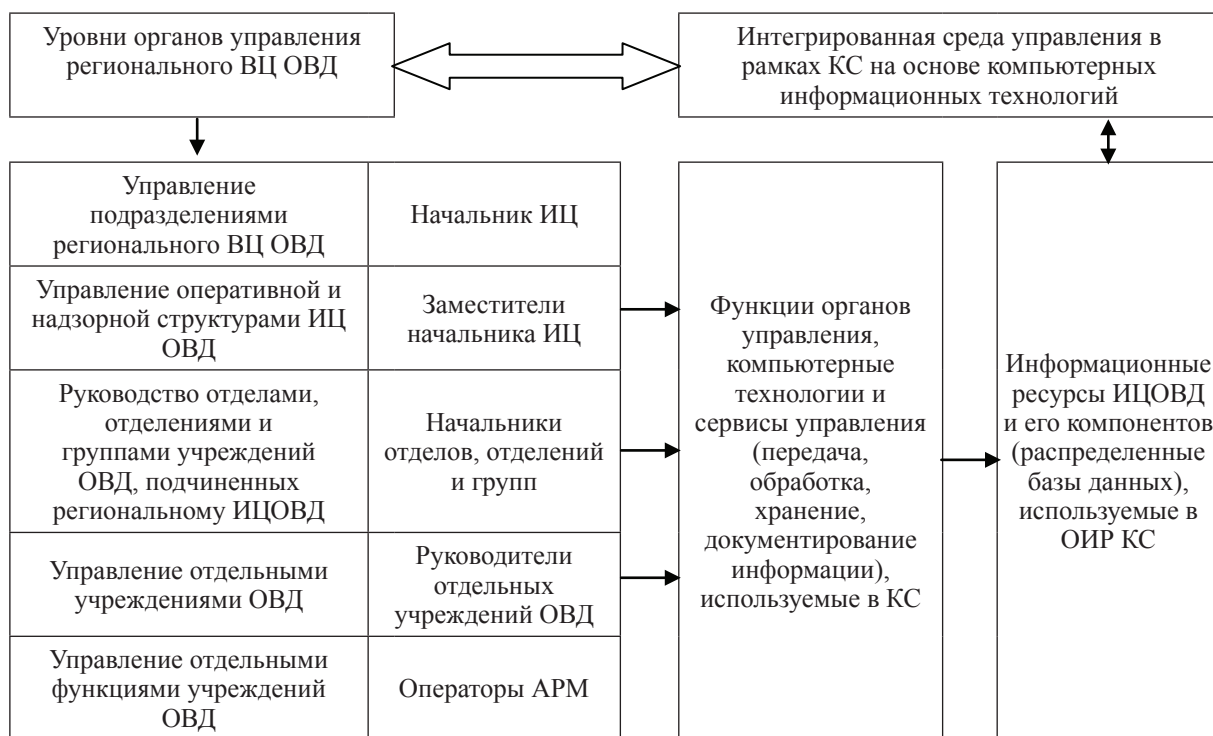 Уровни органов управления
регионального ВЦ ОВД
Интегрированная среда управления в
рамках КС на основе компьютерных
информационных технологий
Управление
подразделениями
регионального ВЦ ОВД
Начальник ИЦ
Управление оперативной и
надзорной структурами ИЦ
ОВД
Заместители
начальника ИЦ
Руководство отделами,
отделениями и
группами учреждений
ОВД, подчиненных
региональному ИЦОВД
Начальники
отделов, отделений
и групп
Управление отдельными
учреждениями ОВД
Руководители
отдельных
учреждений ОВД
Управление отдельными
функциями учреждений
ОВД
Операторы АРМ
Функции органов
управления,
компьютерные
технологии и
сервисы управления
(передача,
обработка,
хранение,
документирование
информации),
используемые в КС
Информационные
ресурсы ИЦОВД
и его компонентов
(распределенные
базы данных),
используемые в
ОИР КС